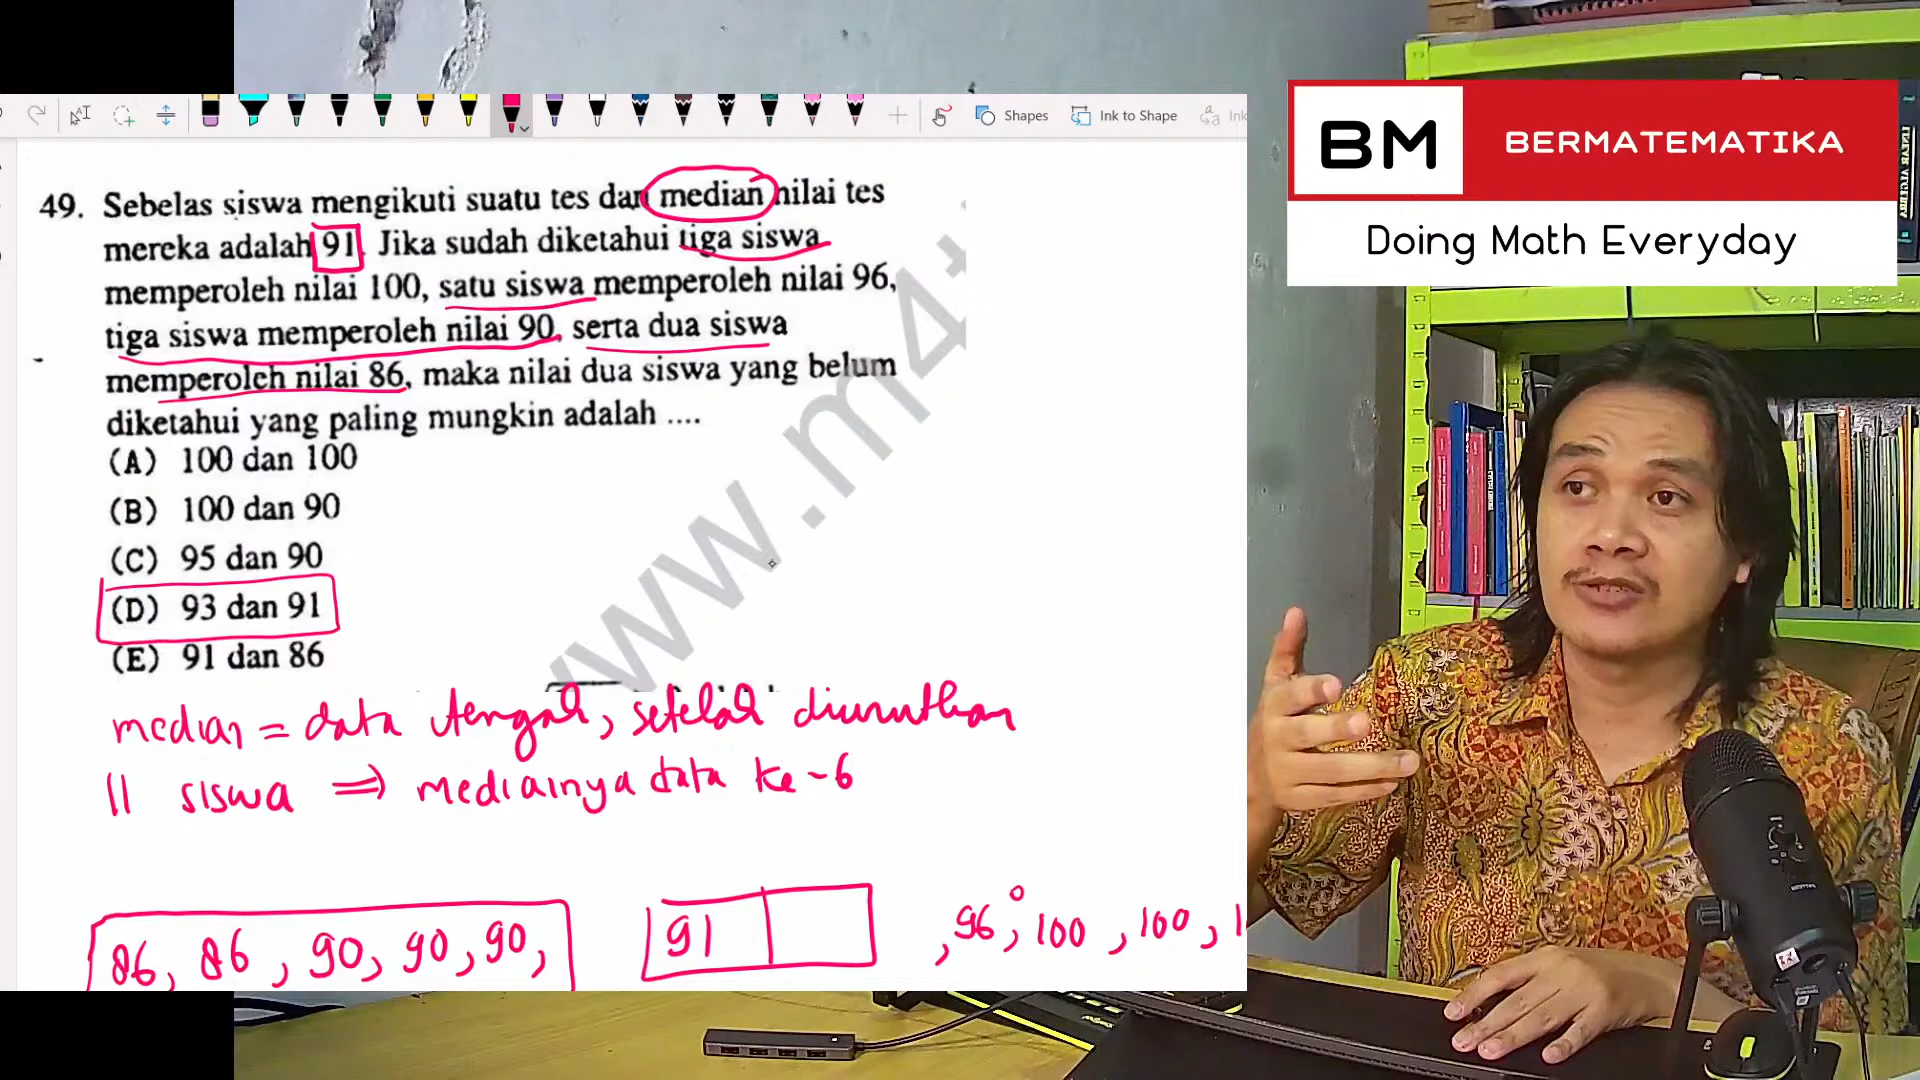 Shapes
Ink to Shape
Ink
BM
BERMATEMATIKA
Doing Math Everyday
49. Sebelas siswa mengikuti suatu tes dan median nilai tes
mereka adalah 91. Jika sudah diketahui tiga siswa
memperoleh nilai 100, satu siswa memperoleh nilai 96,
tiga siswa memperoleh nilai 90, serta dua siswa
memperoleh nilai 86, maka nilai dua siswa yang belum
diketahui yang paling mungkin adalah ....
(A) 100 dan 100
(B) 100 dan 90
(C) 95 dan 90
(D) 93 dan 91
(E) 91 dan 86
www.m4
median = data tengah, setelah diurutkan
11 siswa ⇒ mediannya data ke-6
86, 86, 90, 90, 90, 91 , 96, 100, 100, 1